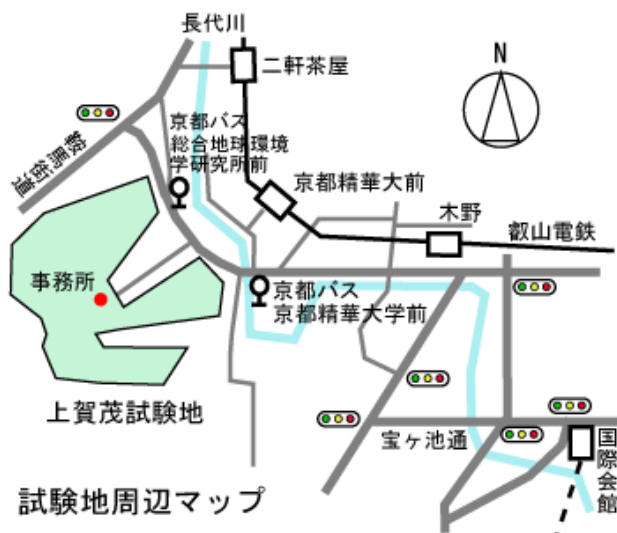 長代川
二軒茶屋
N
鞍馬街道
京都バス
総合地球環境
学研究所前
京都精華大前
木野
叡山電鉄
事務所
京都バス
京都精華大学前
上賀茂試験地
宝ヶ池通
国際会館
試験地周辺マップ